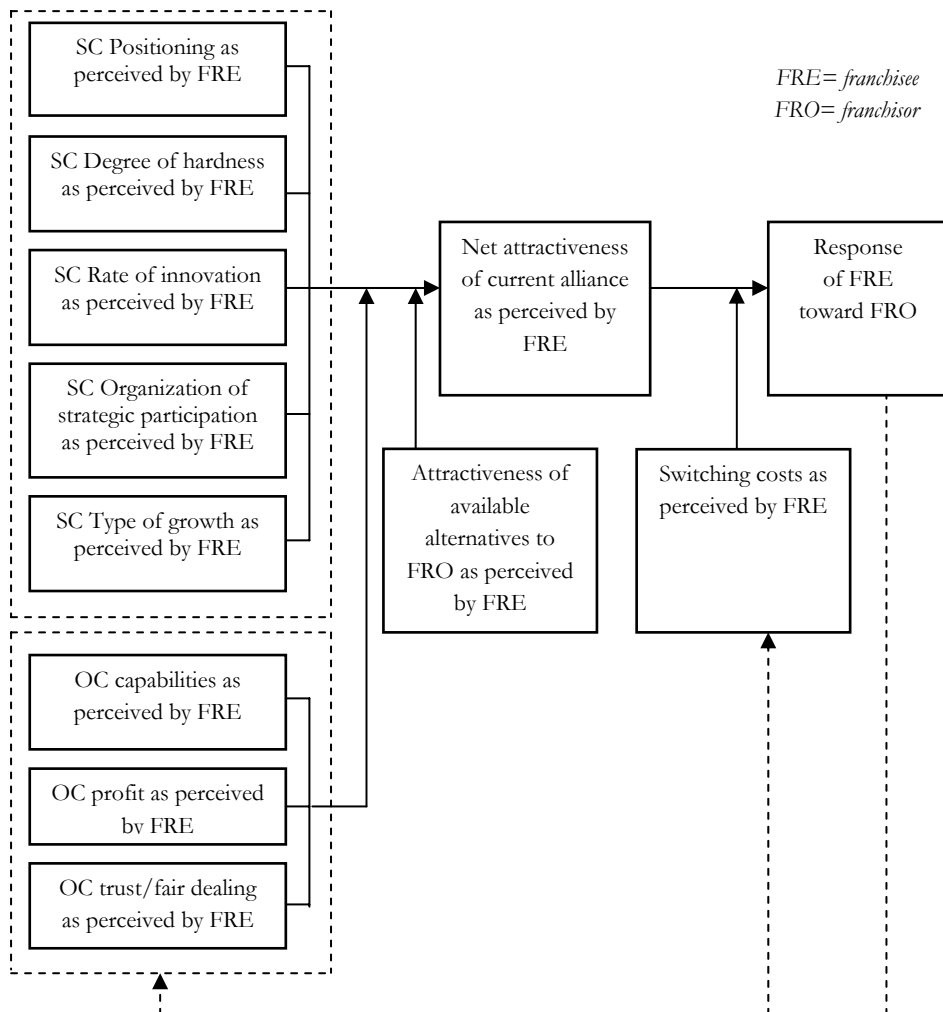 SC Positioning as
perceived by FRE
FRE= franchisee
FRO= franchisor
SC Degree of hardness
as perceived by FRE
SC Rate of innovation
as perceived by FRE
Net attractiveness
of current alliance
as perceived by
FRE
Response
of FRE
toward FRO
SC Organization of
strategic participation
as perceived by FRE
SC Type of growth as
perceived by FRE
Attractiveness of
available
alternatives to
FRO as perceived
by FRE
Switching costs as
perceived by FRE
OC capabilities as
perceived by FRE
OC profit as perceived
by FRE
OC trust/fair dealing
as perceived by FRE